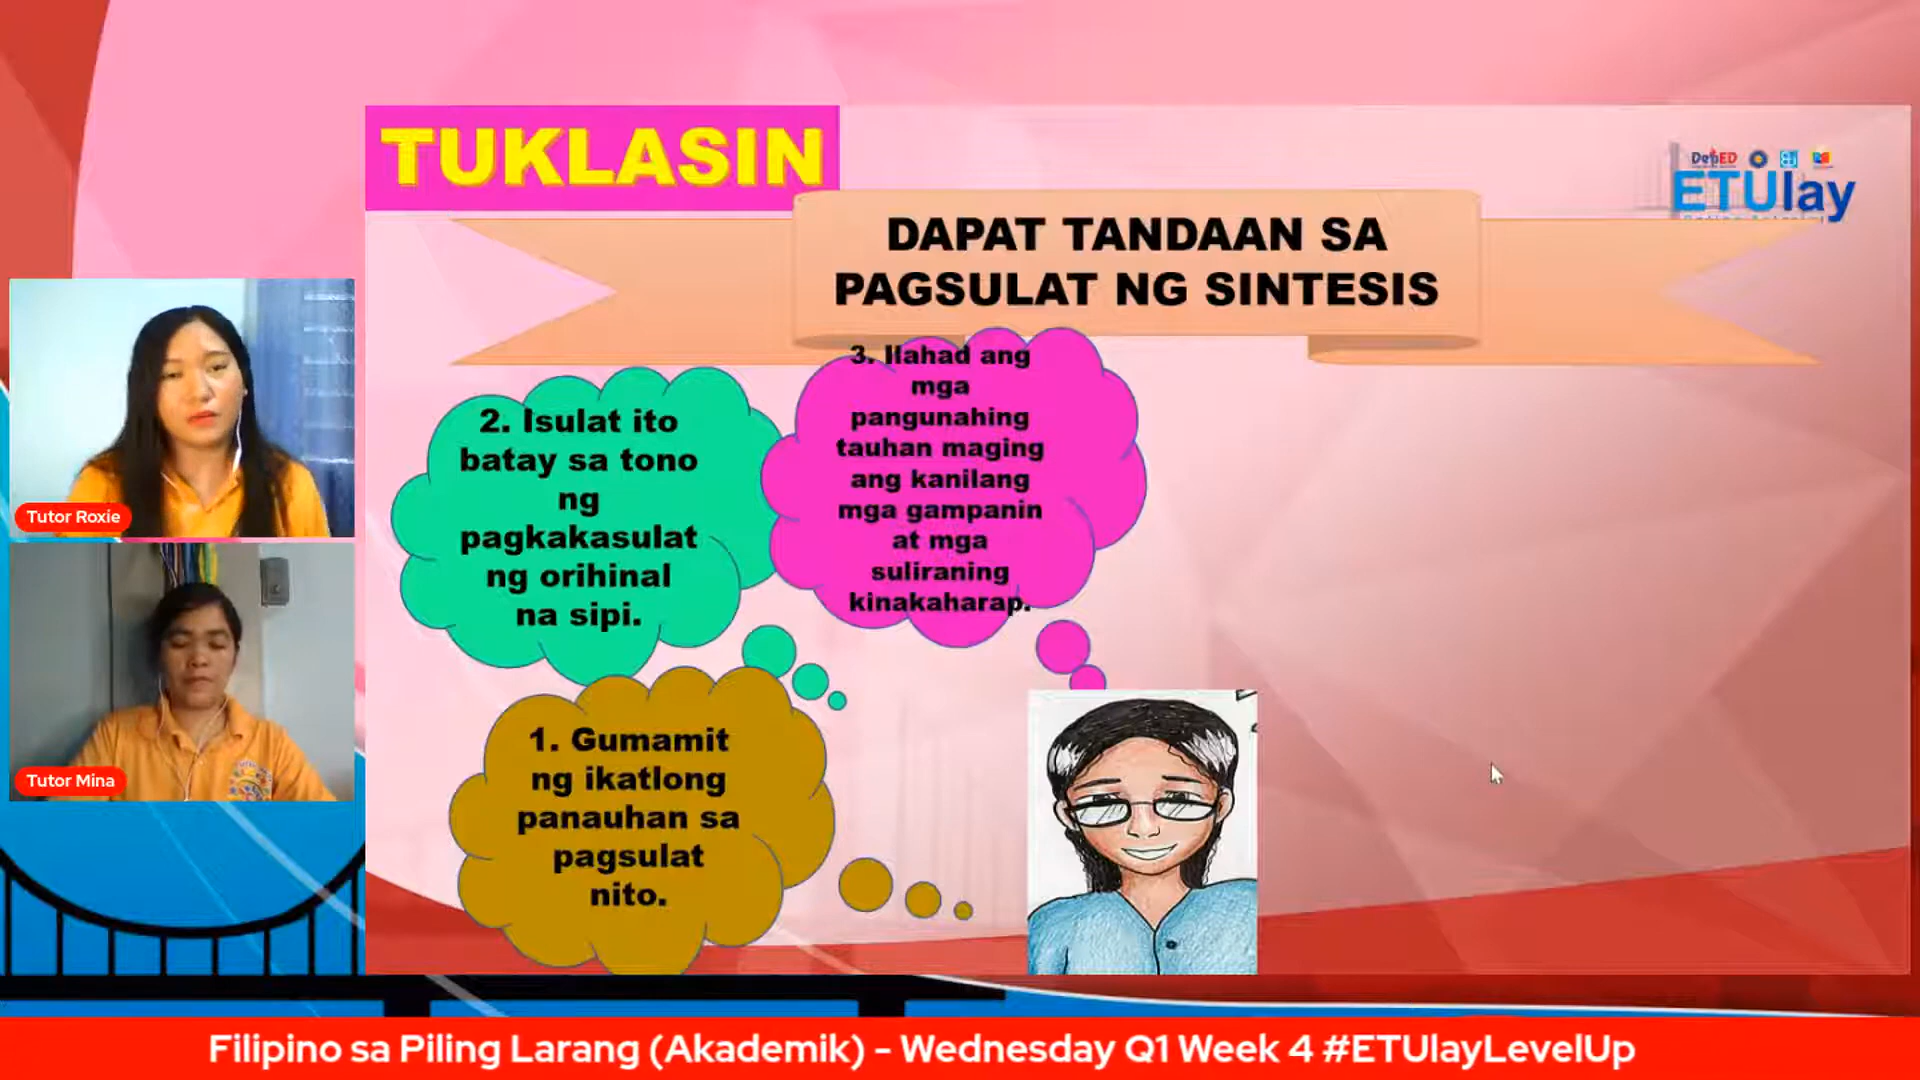 TUKLASIN
DepED
ETUlay
DAPAT TANDAAN SA
PAGSULAT NG SINTESIS
3. Ilahad ang
mga
pangunahing
tauhan maging
ang kanilang
mga gampanin
at mga
suliraning
kinakaharap.
2. Isulat ito
batay sa tono
ng
pagkakasulat
ng orihinal
na sipi.
1. Gumamit
ng ikatlong
panauhan sa
pagsulat
nito.
Tutor Roxie
Tutor Mina
Filipino sa Piling Larang (Akademik) - Wednesday Q1 Week 4 #ETUlayLevelUp